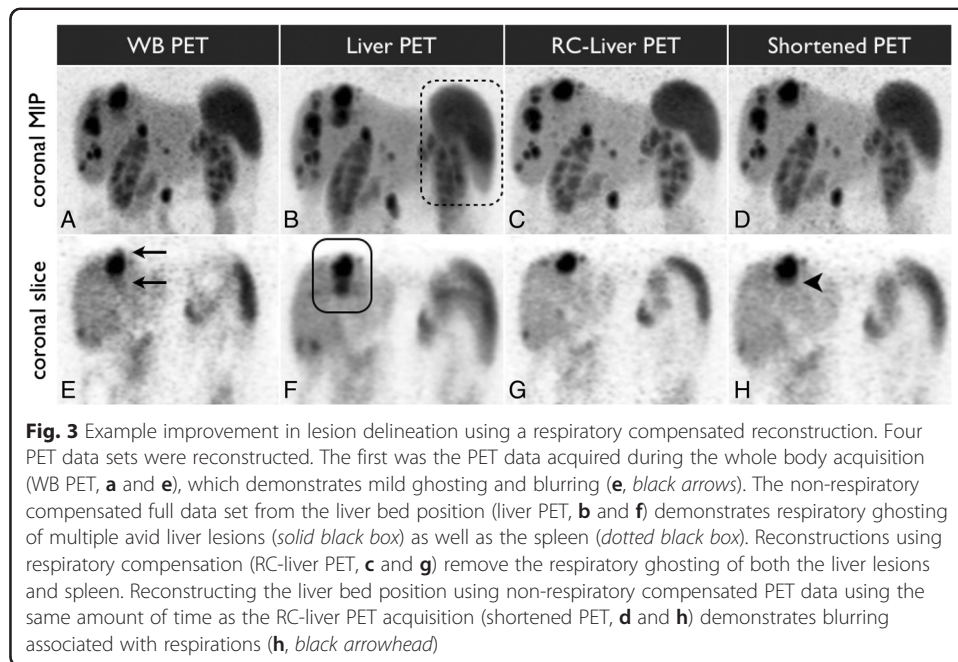 WB PET Liver PET RC-Liver PET Shortened PET
coronal MIP
A B C D
coronal slice
E F G H
Fig. 3 Example improvement in lesion delineation using a respiratory compensated reconstruction. Four
PET data sets were reconstructed. The first was the PET data acquired during the whole body acquisition
(WB PET, a and e), which demonstrates mild ghosting and blurring (e, black arrows). The non-respiratory
compensated full data set from the liver bed position (liver PET, b and f) demonstrates respiratory ghosting
of multiple avid liver lesions (solid black box) as well as the spleen (dotted black box). Reconstructions using
respiratory compensation (RC-liver PET, c and g) remove the respiratory ghosting of both the liver lesions
and spleen. Reconstructing the liver bed position using non-respiratory compensated PET data using the
same amount of time as the RC-liver PET acquisition (shortened PET, d and h) demonstrates blurring
associated with respirations (h, black arrowhead)